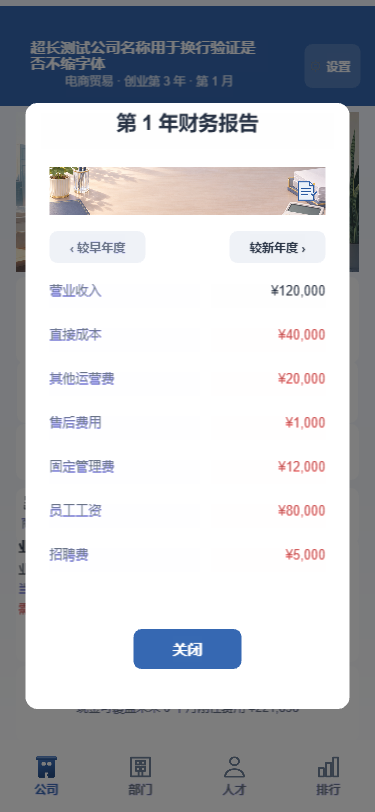 超长测试公司名称用于换行验证是
否不缩字体
电商贸易 · 创业第 3 年 · 第 1 月
设置
第 1 年财务报告
‹ 较早年度
较新年度 ›
营业收入 ¥120,000
直接成本 ¥40,000
其他运营费 ¥20,000
售后费用 ¥1,000
固定管理费 ¥12,000
员工工资 ¥80,000
招聘费 ¥5,000
关闭
公司
部门
人才
排行